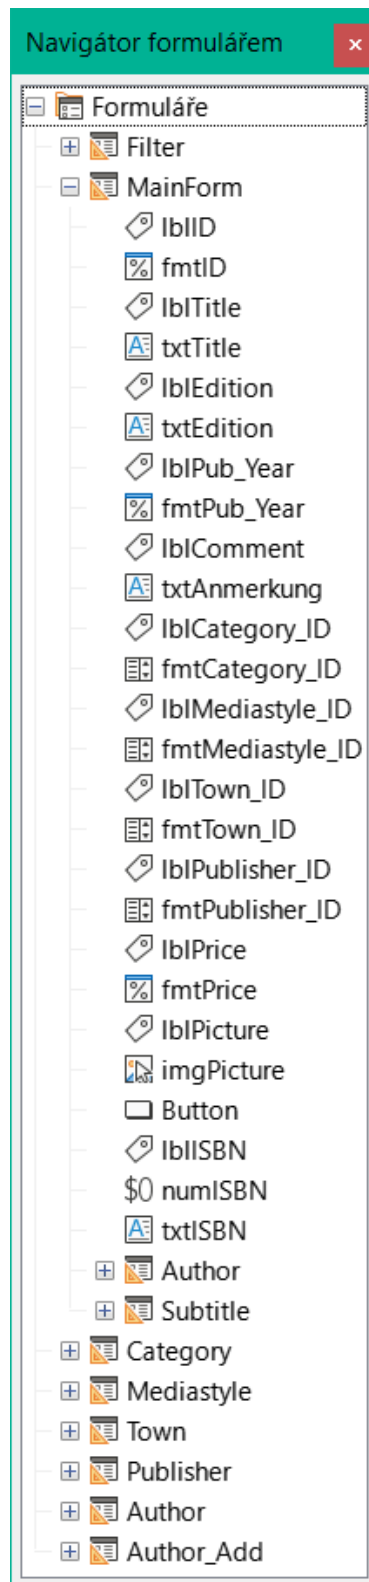 Navigátor formulářem
Formuláře
Filter
MainForm
lblID
fmtID
lblTitle
txtTitle
lblEdition
txtEdition
lblPub_Year
fmtPub_Year
lblComment
txtAnmerkung
lblCategory_ID
fmtCategory_ID
lblMediastyle_ID
fmtMediastyle_ID
lblTown_ID
fmtTown_ID
lblPublisher_ID
fmtPublisher_ID
lblPrice
fmtPrice
lblPicture
imgPicture
Button
lblISBN
numISBN
txtISBN
Author
Subtitle
Category
Mediastyle
Town
Publisher
Author
Author_Add